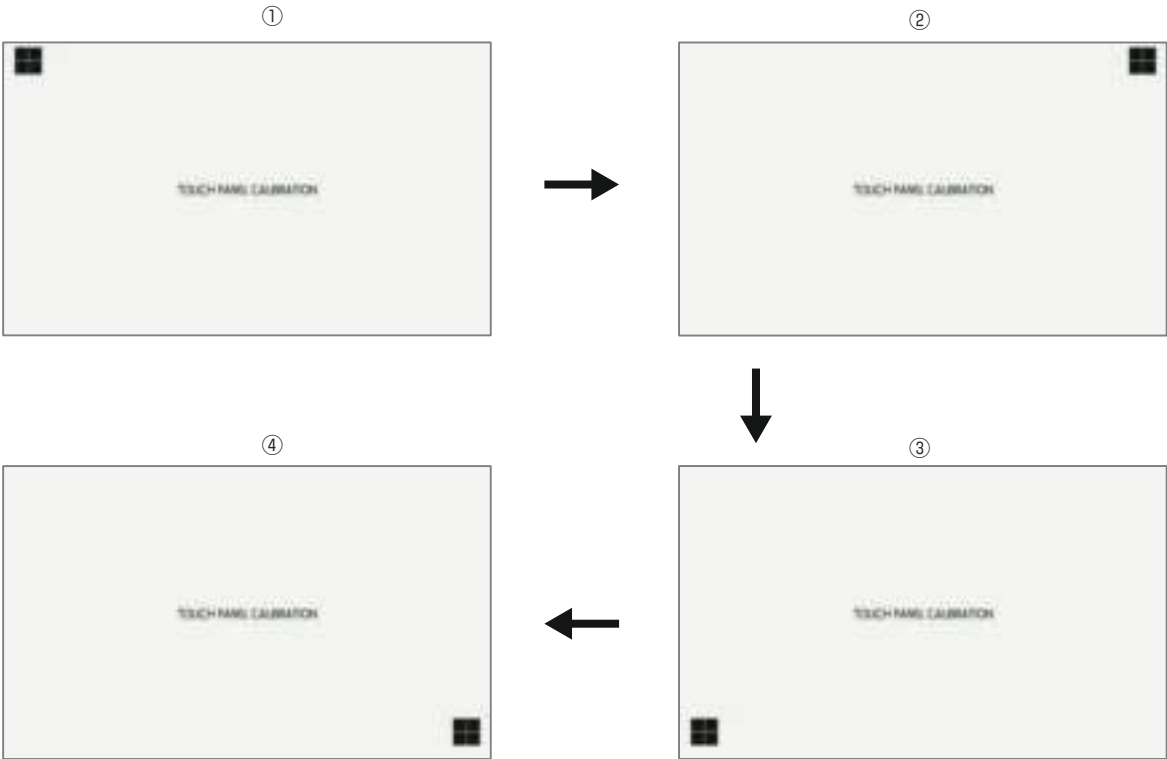 ①
②
TOUCH PANEL CALIBRATION
TOUCH PANEL CALIBRATION
④
③
TOUCH PANEL CALIBRATION
TOUCH PANEL CALIBRATION